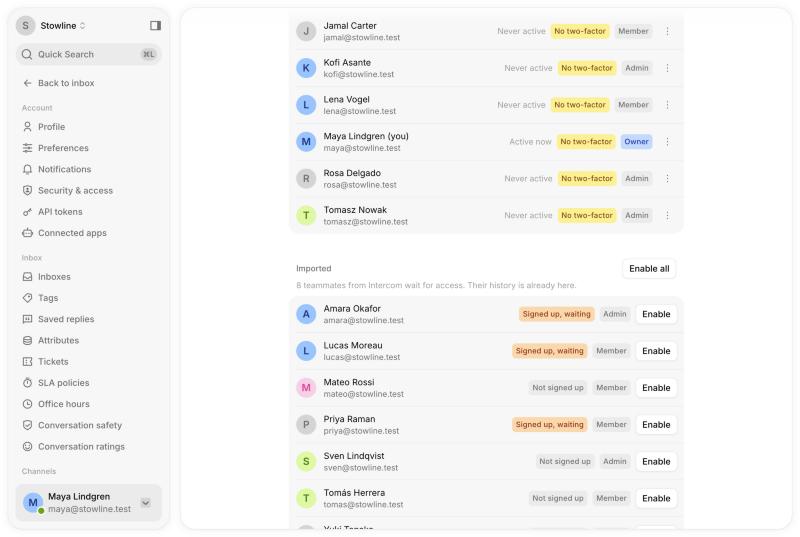 S Stowline
Quick Search ⌘L
Back to inbox
Account
Profile
Preferences
Notifications
Security & access
API tokens
Connected apps
Inbox
Inboxes
Tags
Saved replies
Attributes
Tickets
SLA policies
Office hours
Conversation safety
Conversation ratings
Channels
M Maya Lindgren
maya@stowline.test
J Jamal Carter
jamal@stowline.test
Never active No two-factor Member
K Kofi Asante
kofi@stowline.test
Never active No two-factor Admin
L Lena Vogel
lena@stowline.test
Never active No two-factor Member
M Maya Lindgren (you)
maya@stowline.test
Active now No two-factor Owner
R Rosa Delgado
rosa@stowline.test
Never active No two-factor Admin
T Tomasz Nowak
tomasz@stowline.test
Never active No two-factor Admin
Imported
Enable all
8 teammates from Intercom wait for access. Their history is already here.
A Amara Okafor
amara@stowline.test
Signed up, waiting Admin Enable
L Lucas Moreau
lucas@stowline.test
Signed up, waiting Member Enable
M Mateo Rossi
mateo@stowline.test
Not signed up Member Enable
P Priya Raman
priya@stowline.test
Signed up, waiting Member Enable
S Sven Lindqvist
sven@stowline.test
Not signed up Admin Enable
T Tomás Herrera
tomas@stowline.test
Not signed up Member Enable